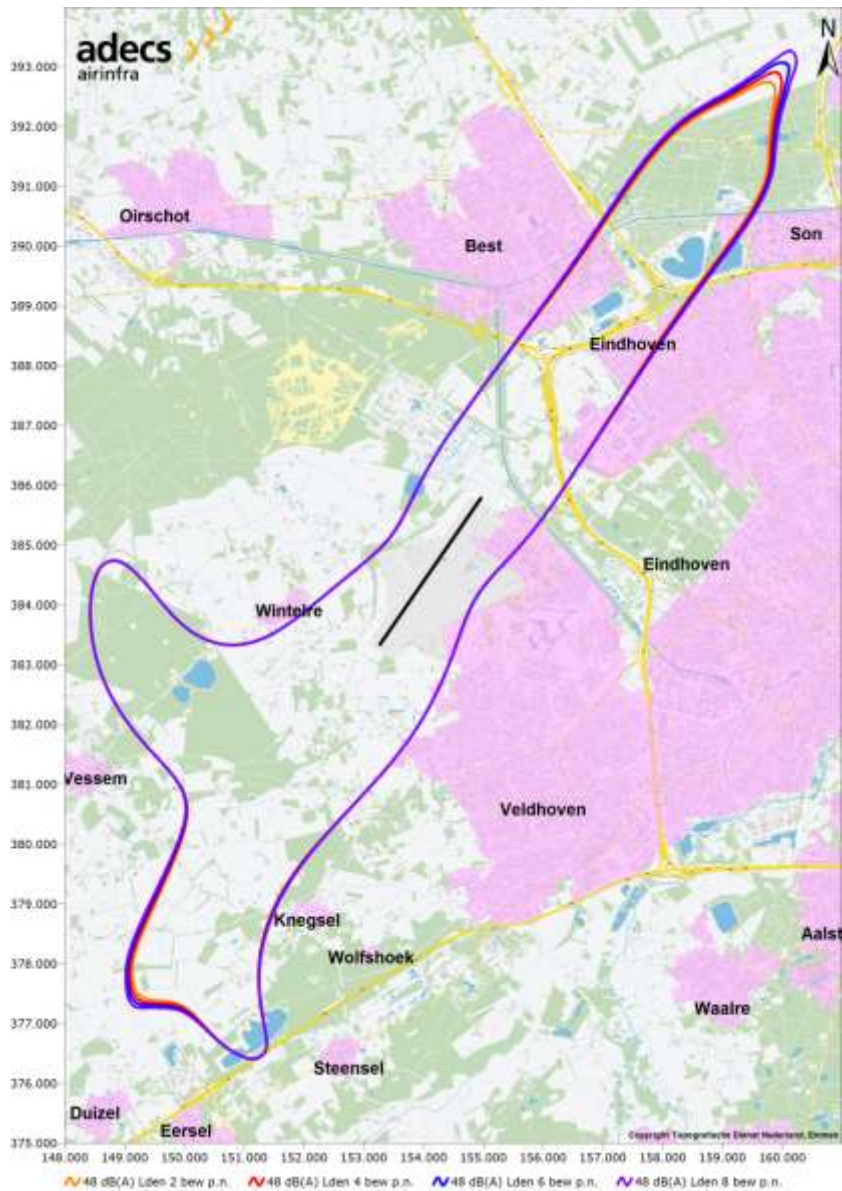 adecs
airinfra
N
393.000
392.000
391.000
Oirschot
Best
Son
390.000
389.000
Eindhoven
388.000
387.000
386.000
385.000
Eindhoven
384.000
Wintelre
383.000
382.000
Vessem
381.000
Veldhoven
380.000
379.000
Knegsel
Aalst
Wolfshoek
378.000
Waalre
377.000
Steensel
376.000
Duizel
Eersel
Copyright Topografische Dienst Nederland, Emmen
375.000
148.000 149.000 150.000 151.000 152.000 153.000 154.000 155.000 156.000 157.000 158.000 159.000 160.000
48 dB(A) Lden 2 bew p.n. 48 dB(A) Lden 4 bew p.n. 48 dB(A) Lden 6 bew p.n. 48 dB(A) Lden 8 bew p.n.